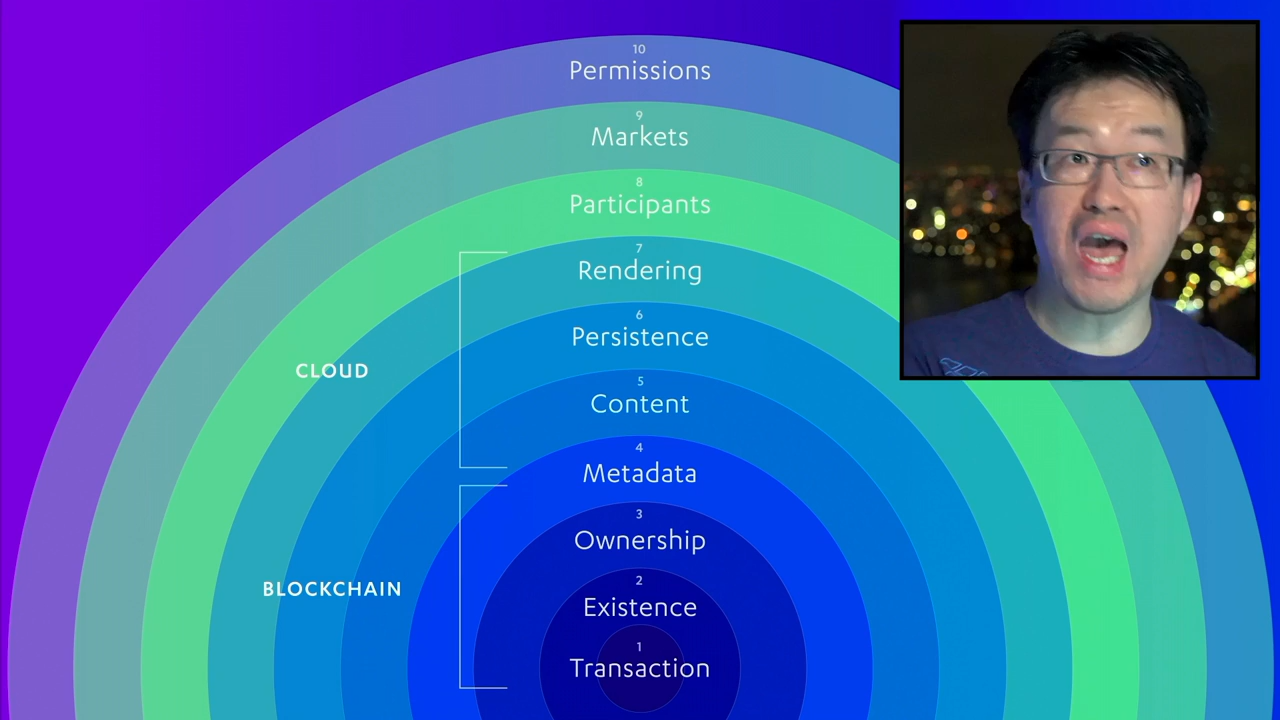 10
Permissions
9
Markets
8
Participants
7
Rendering
6
Persistence
CLOUD
5
Content
4
Metadata
3
Ownership
BLOCKCHAIN
2
Existence
1
Transaction